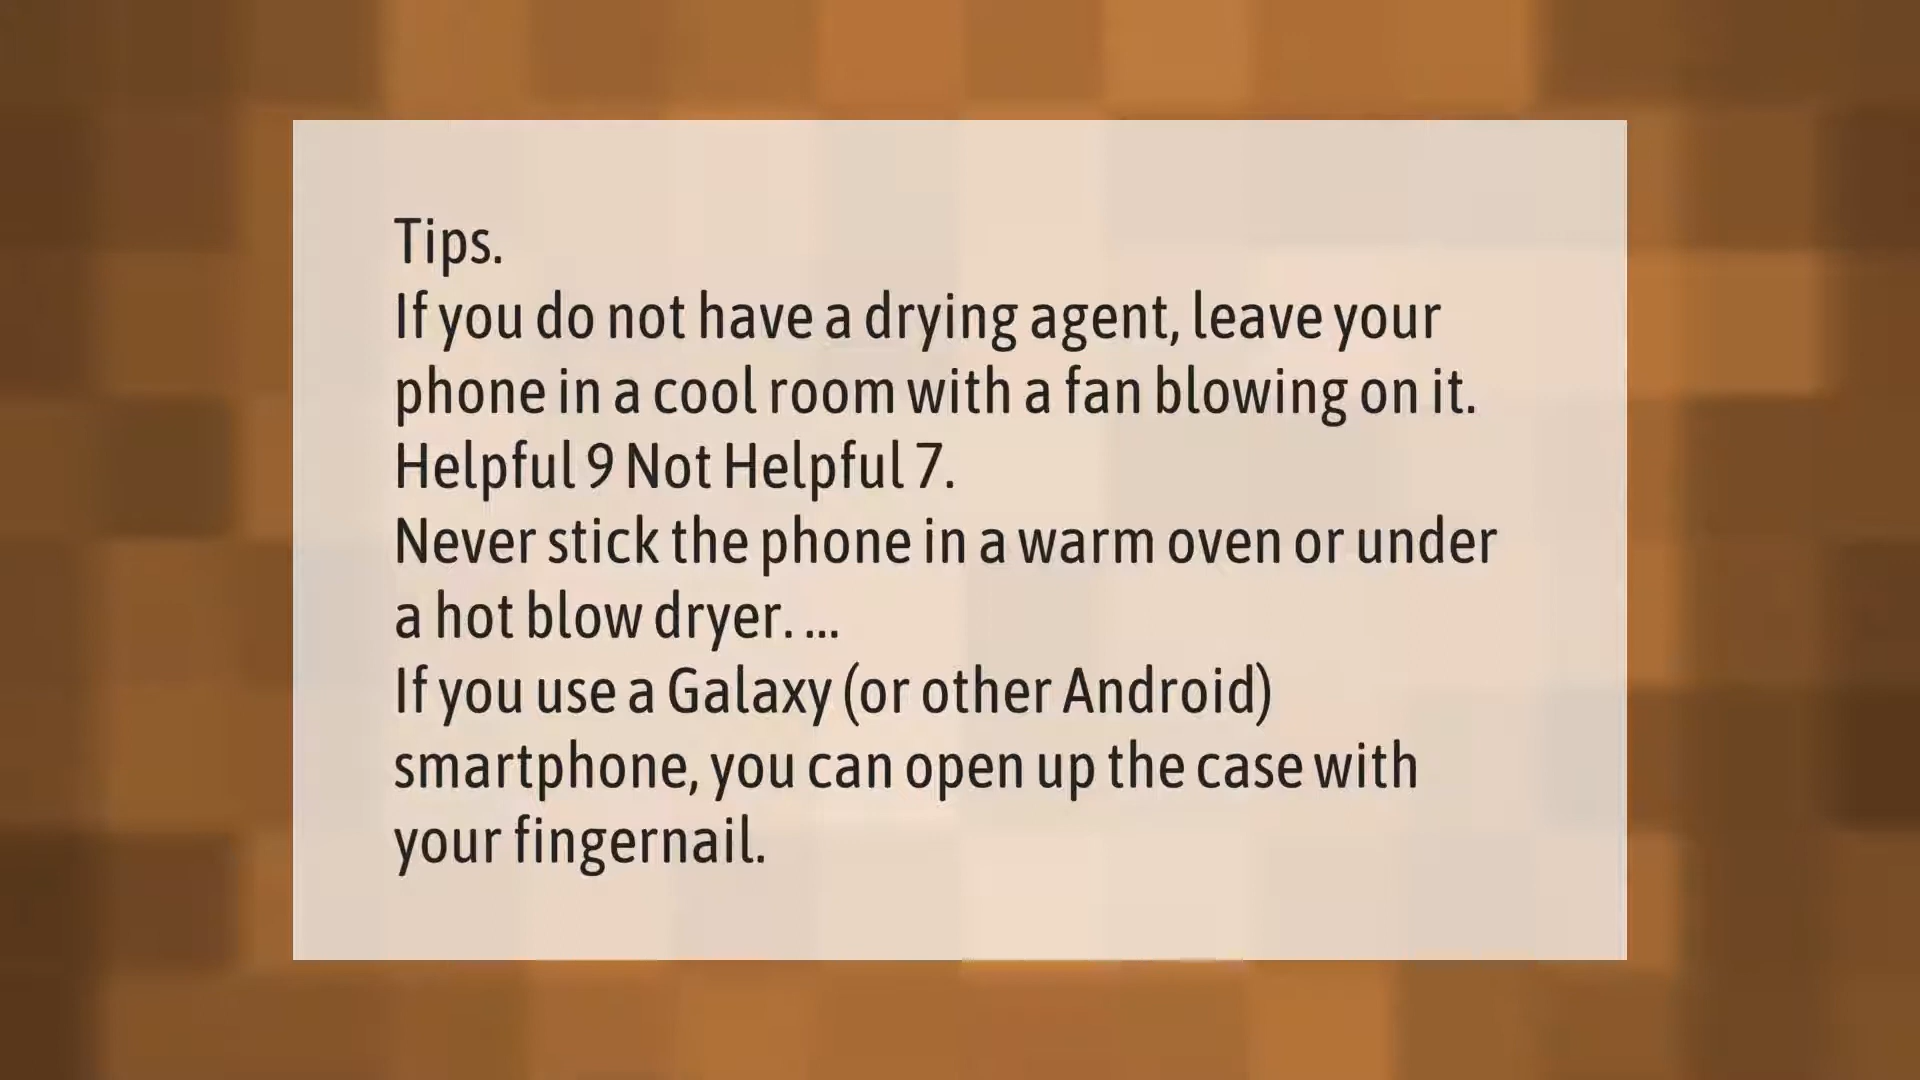 Tips.
If you do not have a drying agent, leave your
phone in a cool room with a fan blowing on it.
Helpful 9 Not Helpful 7.
Never stick the phone in a warm oven or under
a hot blow dryer. ...
If you use a Galaxy (or other Android)
smartphone, you can open up the case with
your fingernail.